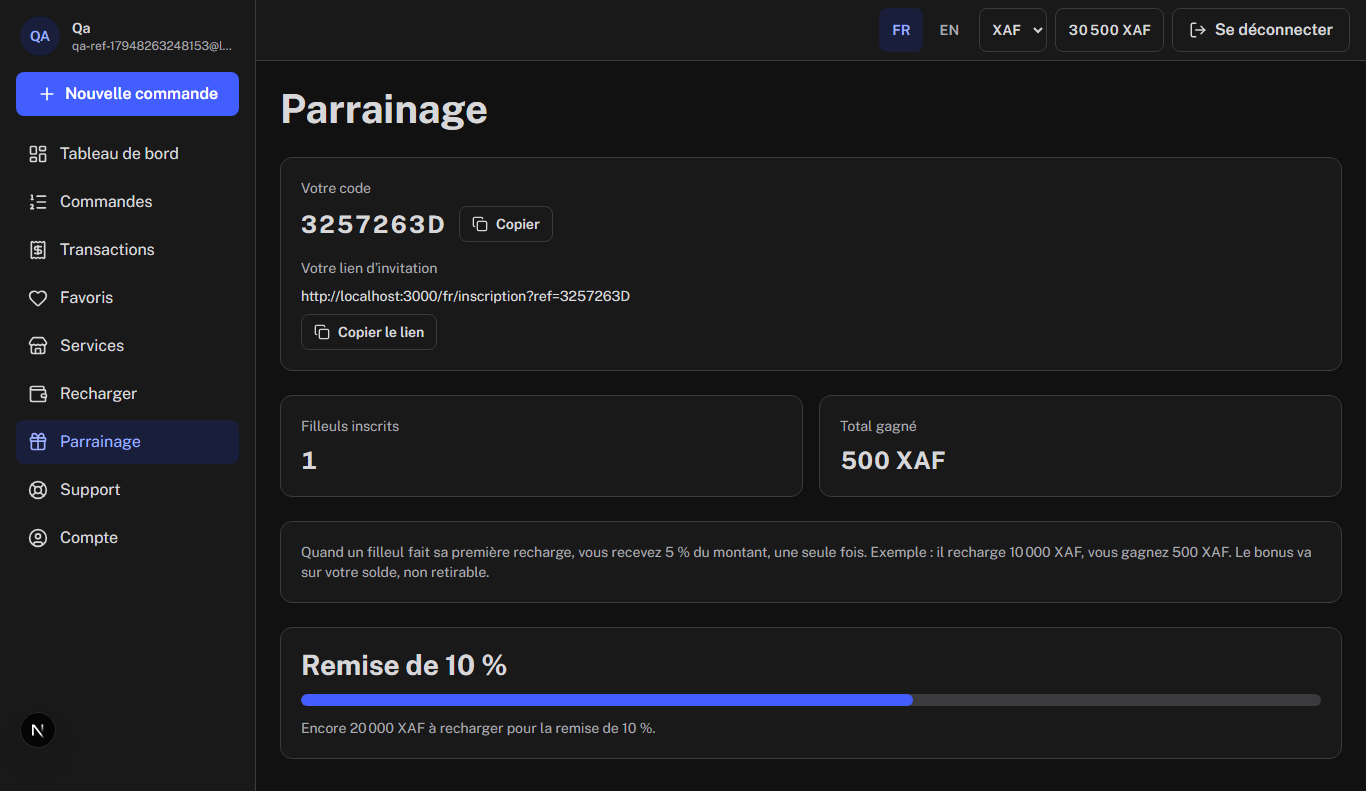 QA
Qa
qa-ref-17948263248153@l...
Nouvelle commande
Tableau de bord
Commandes
Transactions
Favoris
Services
Recharger
Parrainage
Support
Compte
N
FR
EN
XAF
30 500 XAF
Se déconnecter
Parrainage
Votre code
3257263D
Copier
Votre lien d'invitation
http://localhost:3000/fr/inscription?ref=3257263D
Copier le lien
Filleuls inscrits
1
Total gagné
500 XAF
Quand un filleul fait sa première recharge, vous recevez 5 % du montant, une seule fois. Exemple : il recharge 10 000 XAF, vous gagnez 500 XAF. Le bonus va
sur votre solde, non retirable.
Remise de 10 %
Encore 20 000 XAF à recharger pour la remise de 10 %.